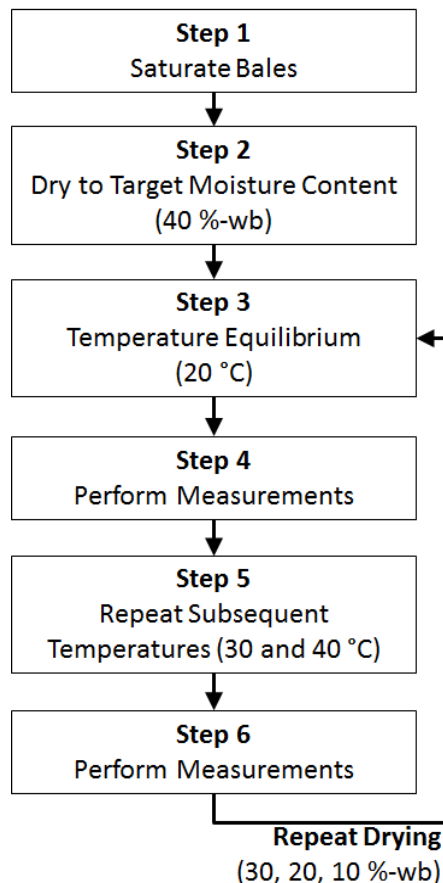 Step 1
Saturate Bales
Step 2
Dry to Target Moisture Content
(40 %-wb)
Step 3
Temperature Equilibrium
(20 °C)
Step 4
Perform Measurements
Step 5
Repeat Subsequent
Temperatures (30 and 40 °C)
Step 6
Perform Measurements
Repeat Drying
(30, 20, 10 %-wb)